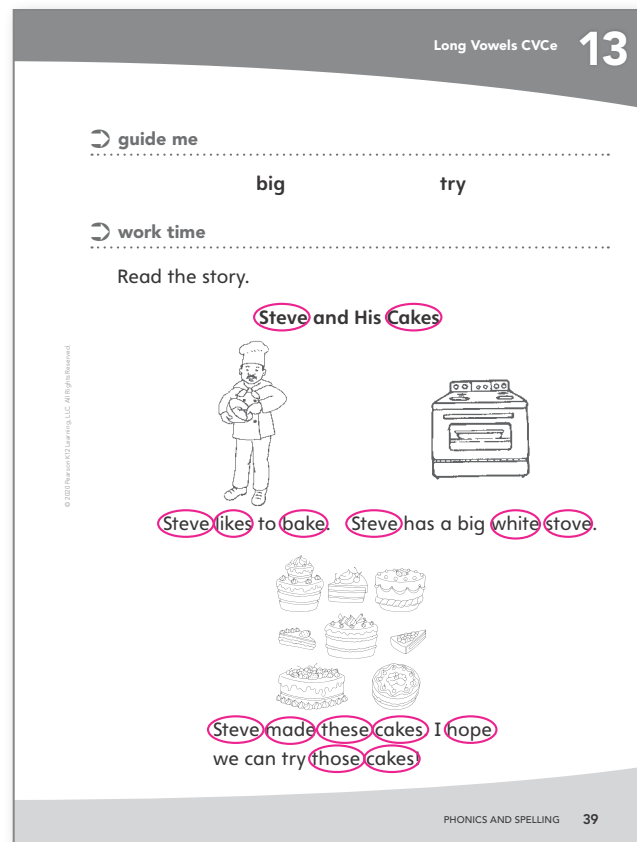 Long Vowels CVCe 13
guide me
big try
work time
Read the story.
Steve and His Cakes
© 2020 Pearson K12 Learning, LLC. All Rights Reserved.
Steve likes to bake. Steve has a big white stove.
Steve made these cakes I hope
we can try those cakes!
PHONICS AND SPELLING 39